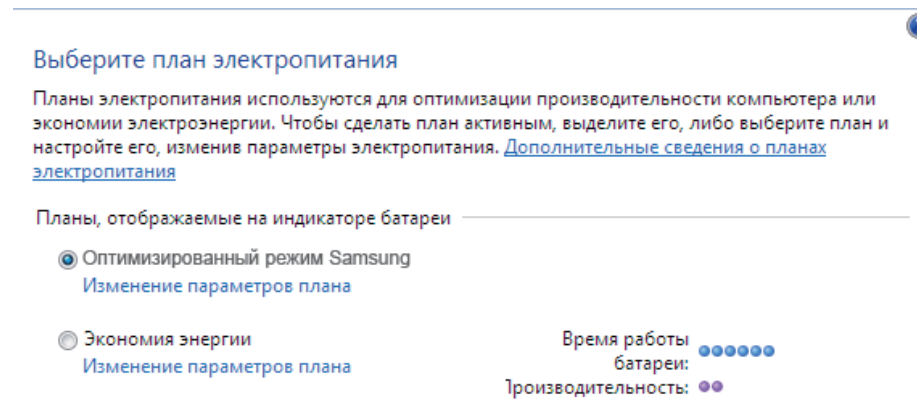 Выберите план электропитания
Планы электропитания используются для оптимизации производительности компьютера или
экономии электроэнергии. Чтобы сделать план активным, выделите его, либо выберите план и
настройте его, изменив параметры электропитания. Дополнительные сведения о планах
электропитания
Планы, отображаемые на индикаторе батареи
Оптимизированный режим Samsung
Изменение параметров плана
Экономия энергии
Время работы
батареи:
Изменение параметров плана
Производительность: